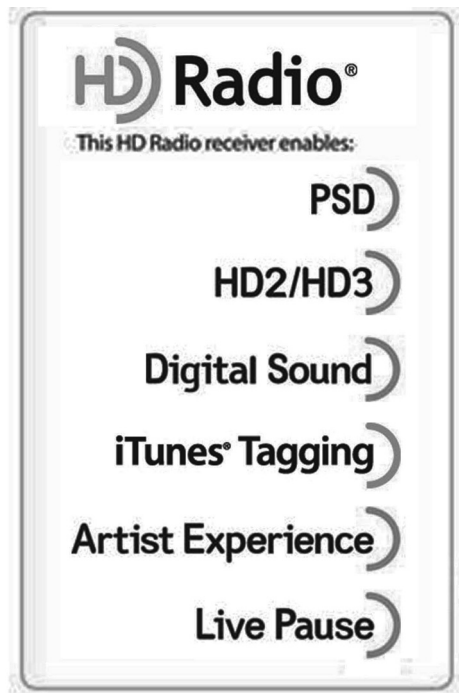 HD Radio®
This HD Radio receiver enables:
PSD
HD2/HD3
Digital Sound
iTunes® Tagging
Artist Experience
Live Pause